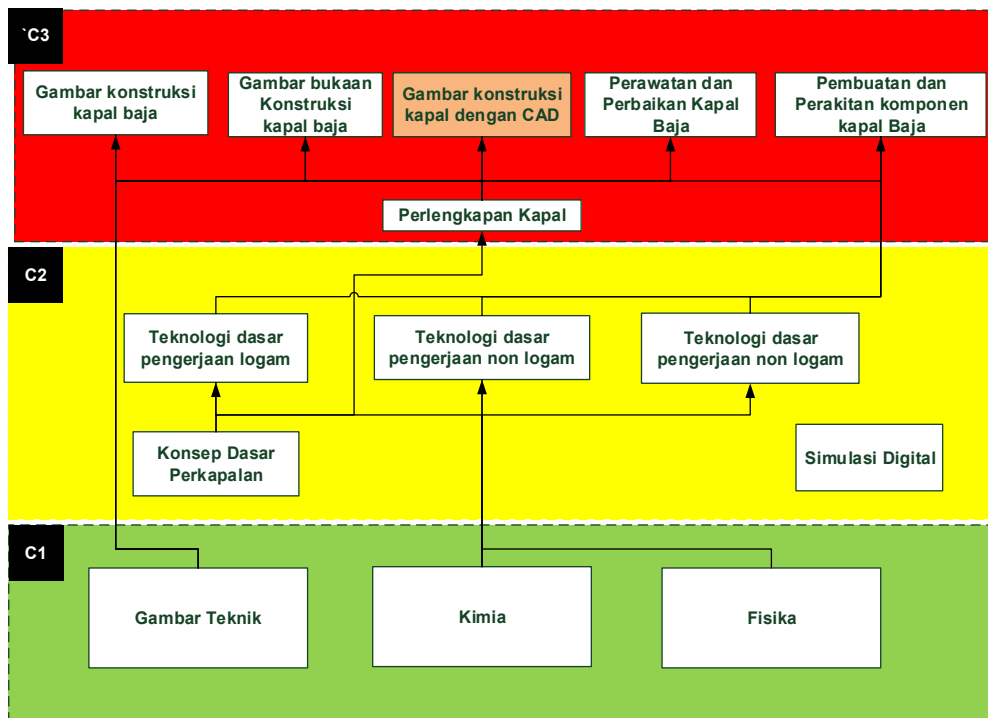 `C3
Gambar konstruksi
kapal baja
Gambar bukaan
Konstruksi
kapal baja
Gambar konstruksi
kapal dengan CAD
Perawatan dan
Perbaikan Kapal
Baja
Pembuatan dan
Perakitan komponen
kapal Baja
Perlengkapan Kapal
C2
Teknologi dasar
pengerjaan logam
Teknologi dasar
pengerjaan non logam
Teknologi dasar
pengerjaan non logam
Konsep Dasar
Perkapalan
Simulasi Digital
C1
Gambar Teknik
Kimia
Fisika